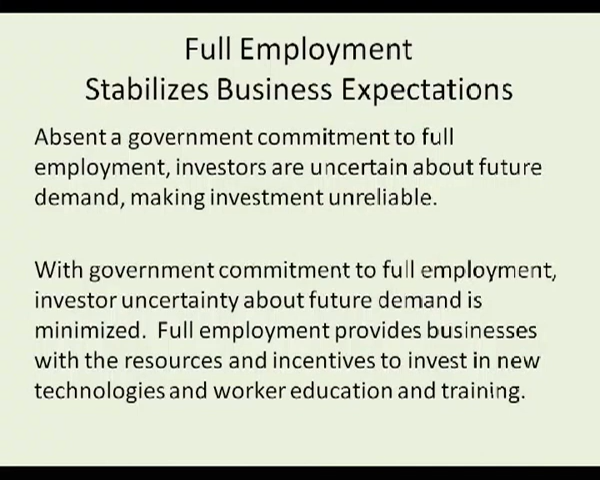 Full Employment
Stabilizes Business Expectations
Absent a government commitment to full
employment, investors are uncertain about future
demand, making investment unreliable.
With government commitment to full employment,
investor uncertainty about future demand is
minimized.  Full employment provides businesses
with the resources and incentives to invest in new
technologies and worker education and training.